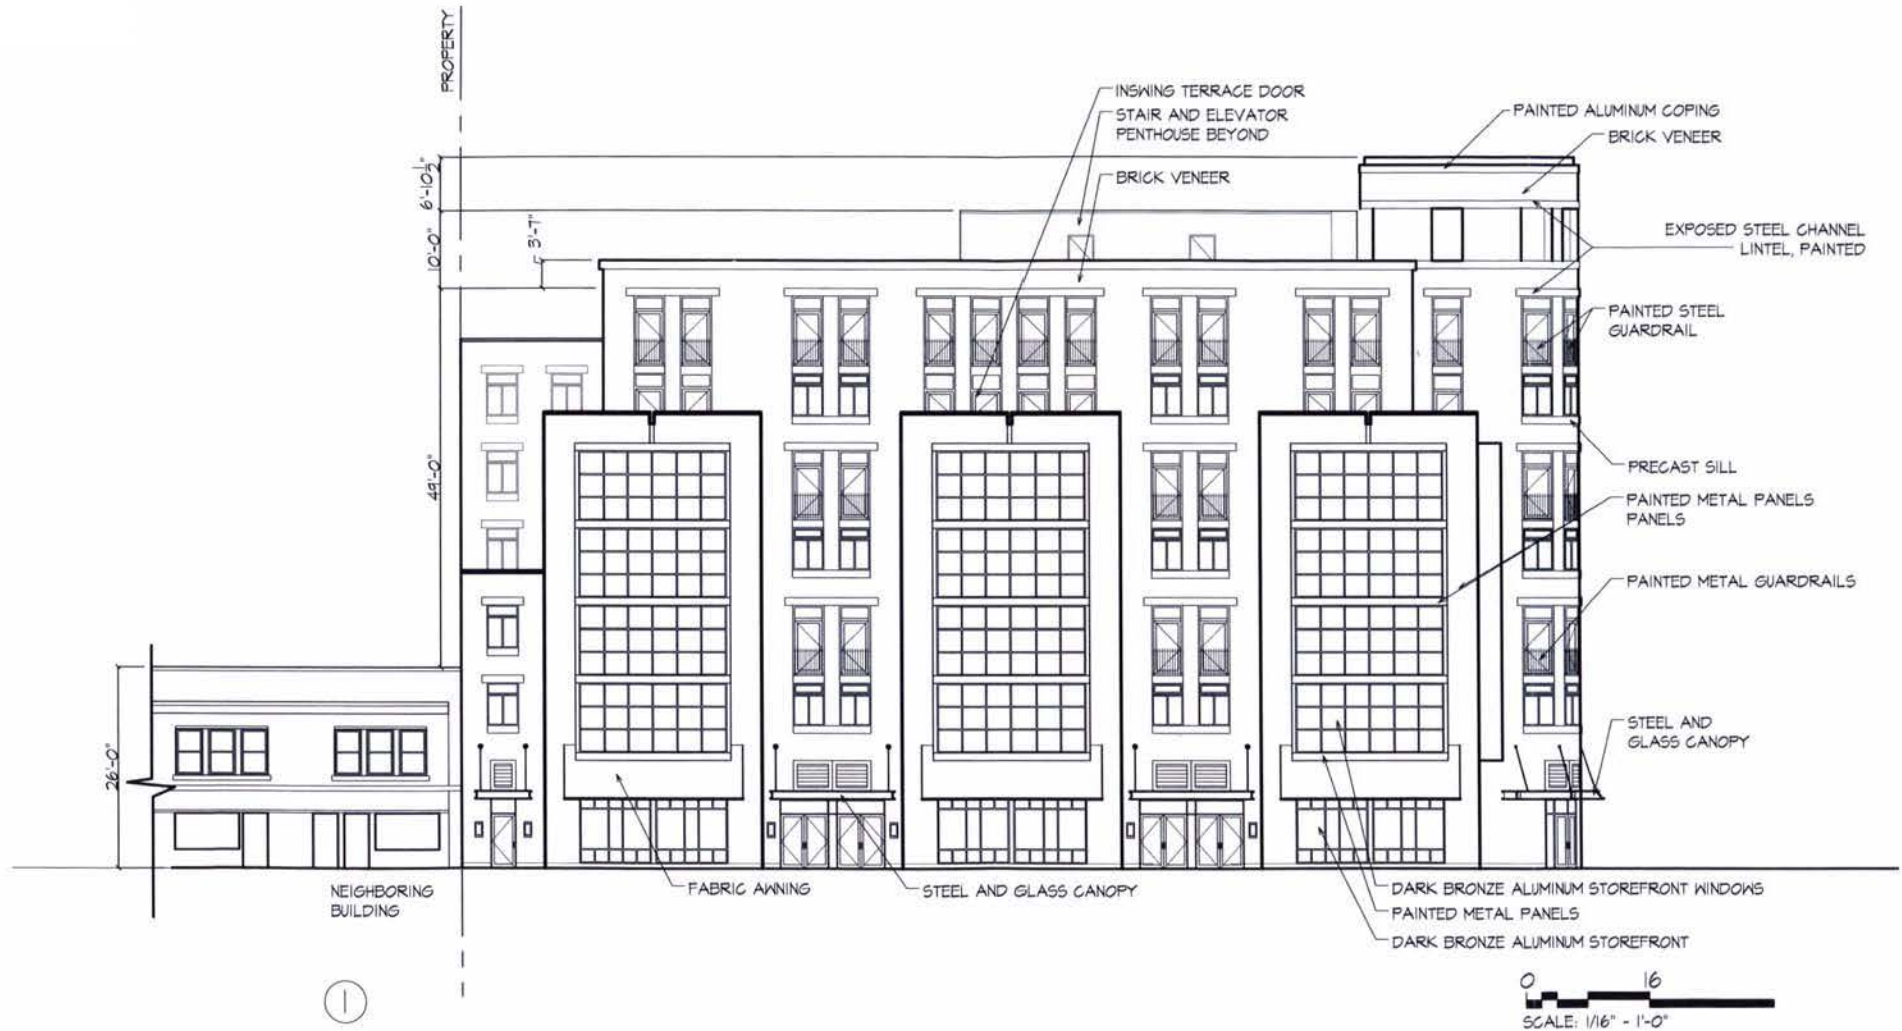 PROPERTY
INSWING TERRACE DOOR
STAIR AND ELEVATOR
PENTHOUSE BEYOND
BRICK VENEER
PAINTED ALUMINUM COPING
BRICK VENEER
EXPOSED STEEL CHANNEL
LINTEL, PAINTED
PAINTED STEEL
GUARDRAIL
PRECAST SILL
PAINTED METAL PANELS
PANELS
PAINTED METAL GUARDRAILS
STEEL AND
GLASS CANOPY
6'-10 1/2"
10'-0"
3'-7"
49'-0"
26'-0"
NEIGHBORING
BUILDING
FABRIC AWNING
STEEL AND GLASS CANOPY
DARK BRONZE ALUMINUM STOREFRONT WINDOWS
PAINTED METAL PANELS
DARK BRONZE ALUMINUM STOREFRONT
1
0 16
SCALE: 1/16" - 1'-0"